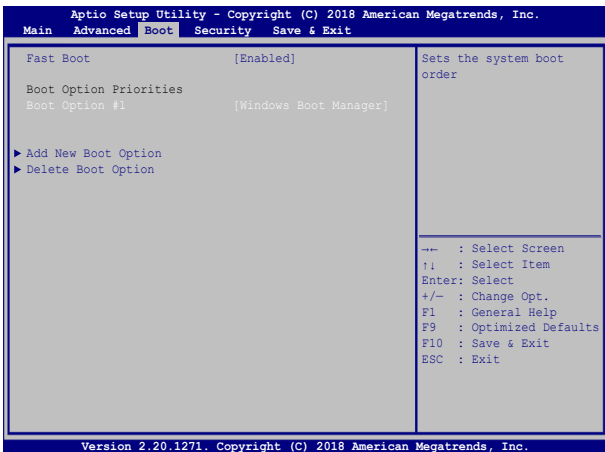 Aptio Setup Utility - Copyright (C) 2018 American Megatrends, Inc.
Main Advanced Boot Security Save & Exit
Fast Boot [Enabled]
Boot Option Priorities
Boot Option #1 [Windows Boot Manager]
Add New Boot Option
Delete Boot Option
Sets the system boot
order
→← : Select Screen
↑↓ : Select Item
Enter: Select
+/— : Change Opt.
F1 : General Help
F9 : Optimized Defaults
F10 : Save & Exit
ESC : Exit
Version 2.20.1271. Copyright (C) 2018 American Megatrends, Inc.